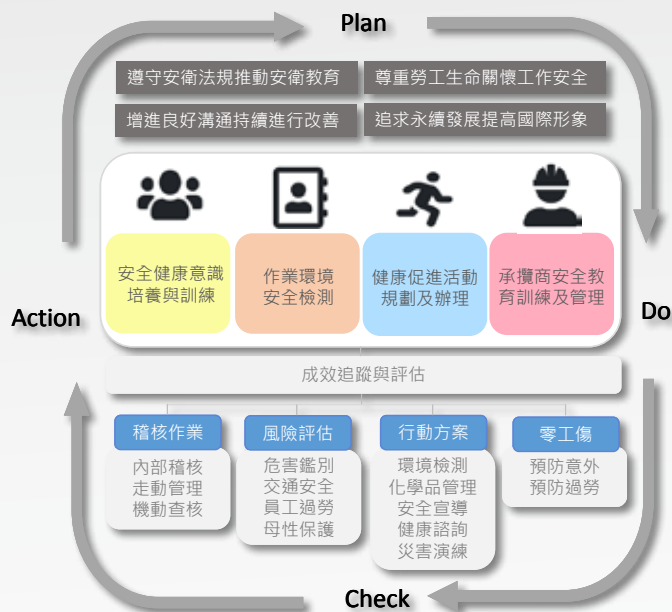 Plan
遵守安衛法規推動安衛教育
尊重勞工生命關懷工作安全
增進良好溝通持續進行改善
追求永續發展提高國際形象
安全健康意識
培養與訓練
作業環境
安全檢測
健康促進活動
規劃及辦理
承攬商安全教
育訓練及管理
Action
Do
成效追蹤與評估
稽核作業
內部稽核
走動管理
機動查核
風險評估
危害鑑別
交通安全
員工過勞
母性保護
行動方案
環境檢測
化學品管理
安全宣導
健康諮詢
災害演練
零工傷
預防意外
預防過勞
Check